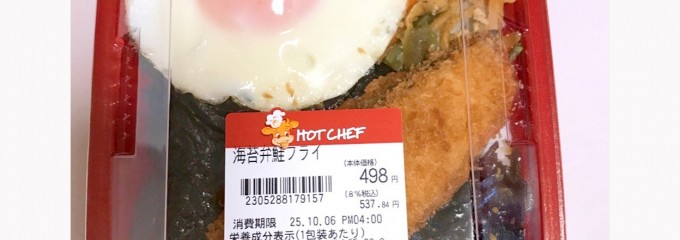 HOT CHEF
海苔弁鮭フライ
(本体価格)
498円
2305288179157
(8%税込)
537.84円
消費期限 25.10.06 PM04:00
栄養成分表示(1包装あたり)